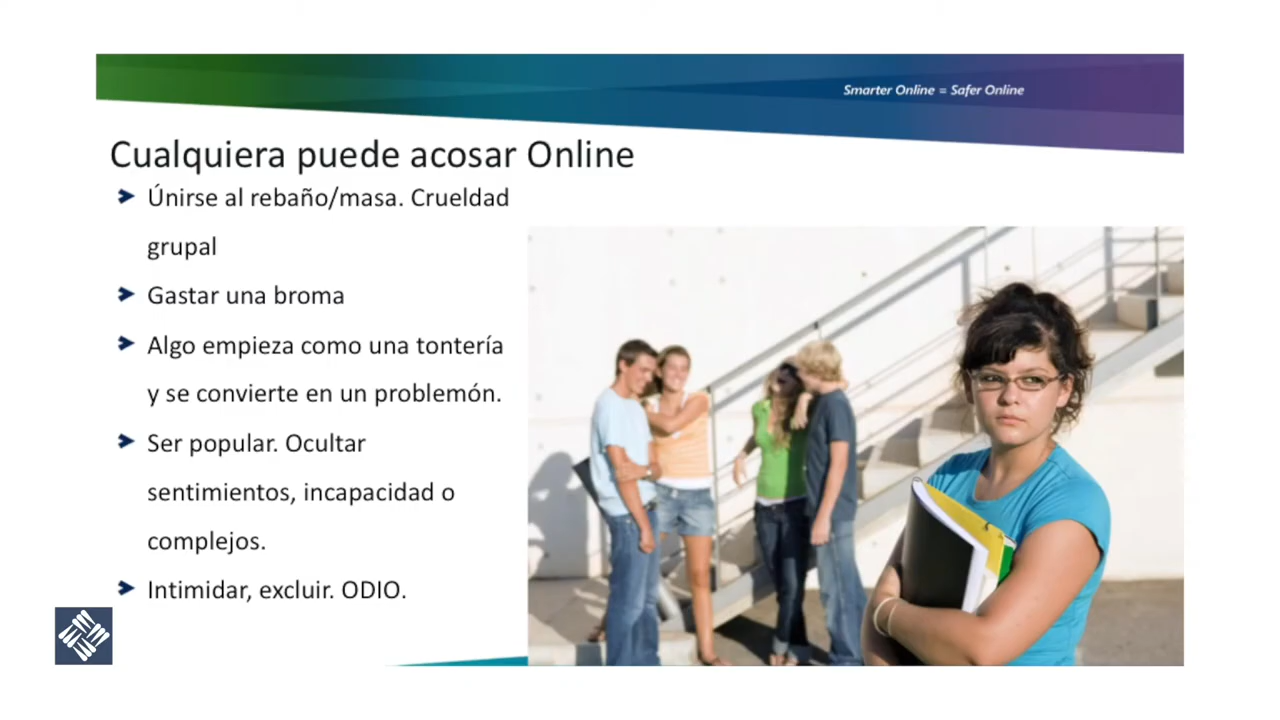 Smarter Online = Safer Online
Cualquiera puede acosar Online
Únirse al rebaño/masa. Crueldad
grupal
Gastar una broma
Algo empieza como una tontería
y se convierte en un problemón.
Ser popular. Ocultar
sentimientos, incapacidad o
complejos.
Intimidar, excluir. ODIO.